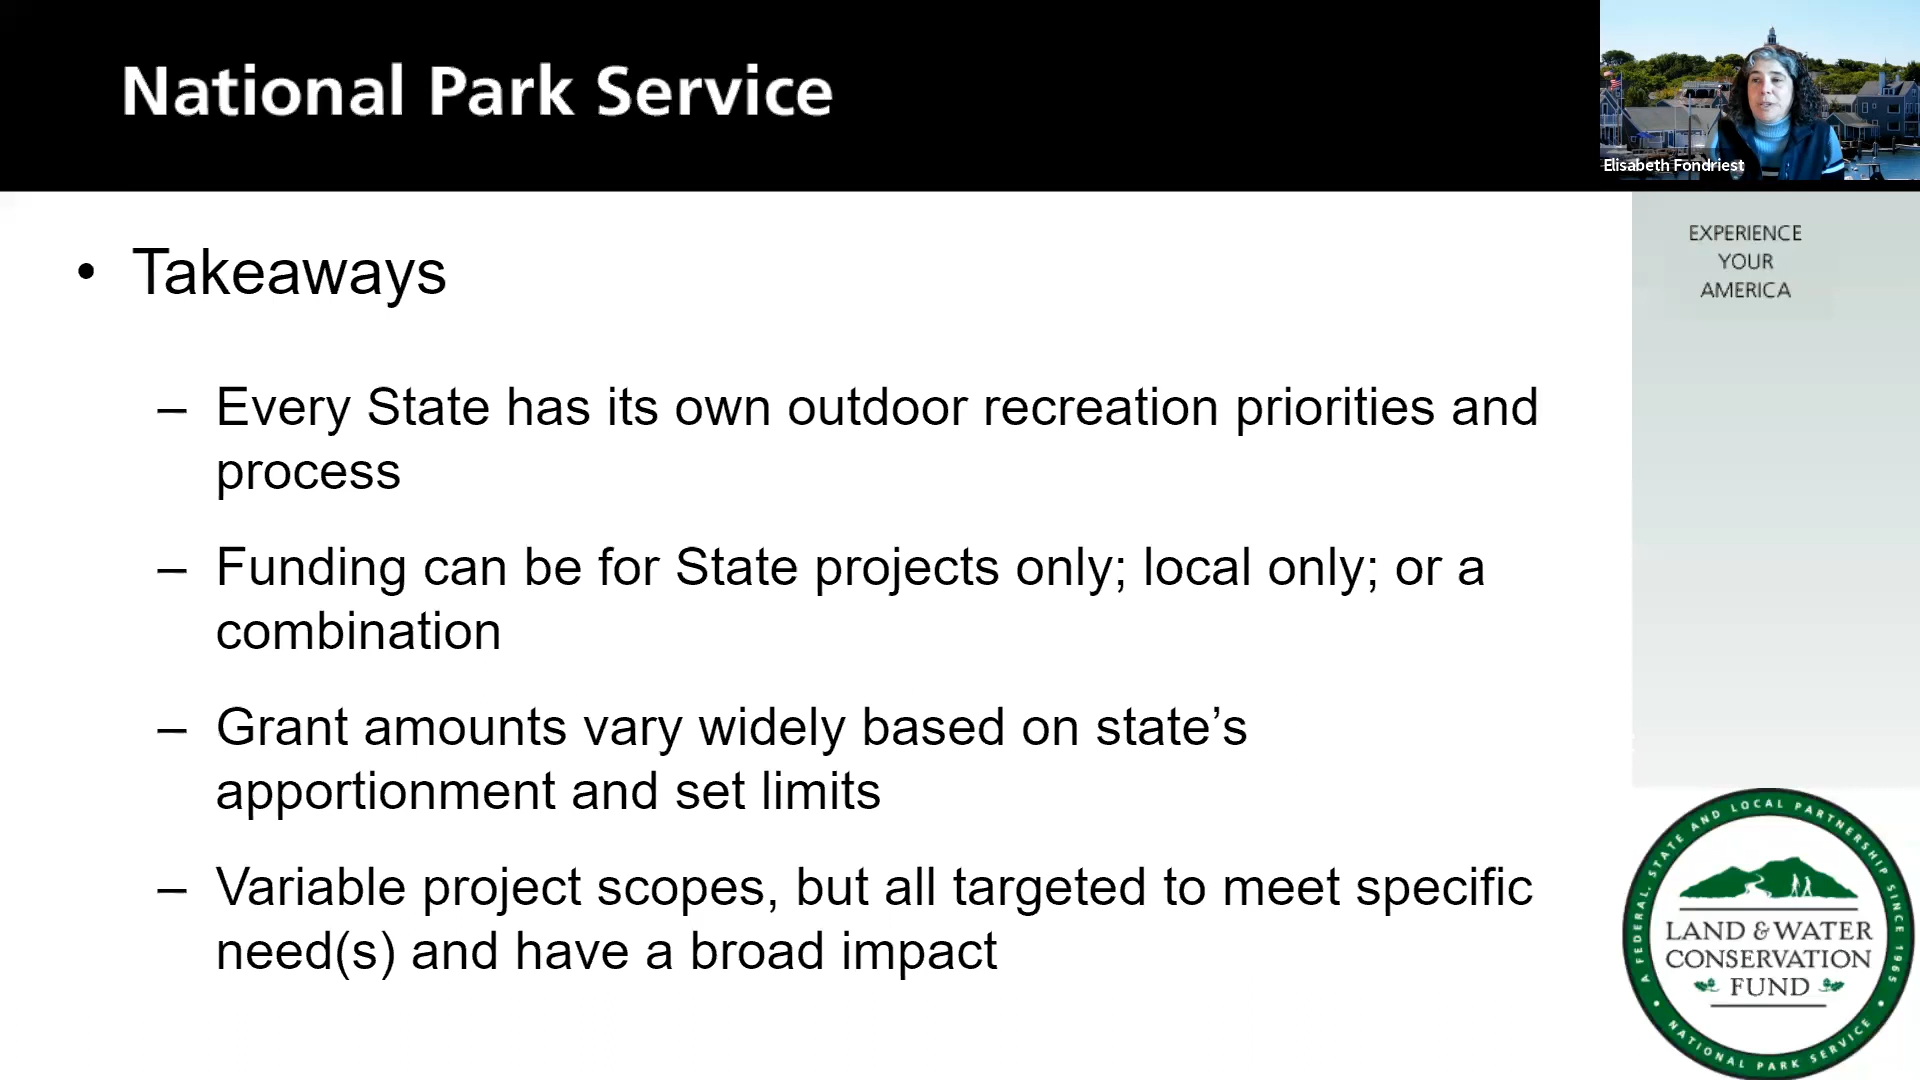 National Park Service
Elisabeth Fondriest
EXPERIENCE
YOUR
AMERICA
• Takeaways
– Every State has its own outdoor recreation priorities and
process
– Funding can be for State projects only; local only; or a
combination
– Grant amounts vary widely based on state’s
apportionment and set limits
– Variable project scopes, but all targeted to meet specific
need(s) and have a broad impact
A FEDERAL, STATE AND LOCAL PARTNERSHIP SINCE 1965
LAND & WATER
CONSERVATION
FUND
• NATIONAL PARK SERVICE •